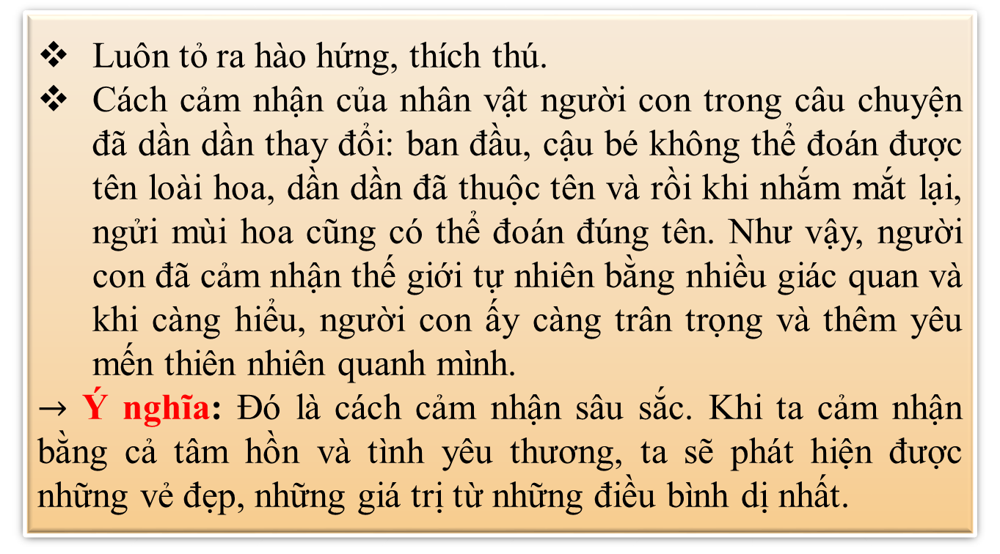 ❖ Luôn tỏ ra hào hứng, thích thú.
❖ Cách cảm nhận của nhân vật người con trong câu chuyện
đã dần dần thay đổi: ban đầu, cậu bé không thể đoán được
tên loài hoa, dần dần đã thuộc tên và rồi khi nhắm mắt lại,
ngửi mùi hoa cũng có thể đoán đúng tên. Như vậy, người
con đã cảm nhận thế giới tự nhiên bằng nhiều giác quan và
khi càng hiểu, người con ấy càng trân trọng và thêm yêu
mến thiên nhiên quanh mình.
→ Ý nghĩa: Đó là cách cảm nhận sâu sắc. Khi ta cảm nhận
bằng cả tâm hồn và tình yêu thương, ta sẽ phát hiện được
những vẻ đẹp, những giá trị từ những điều bình dị nhất.